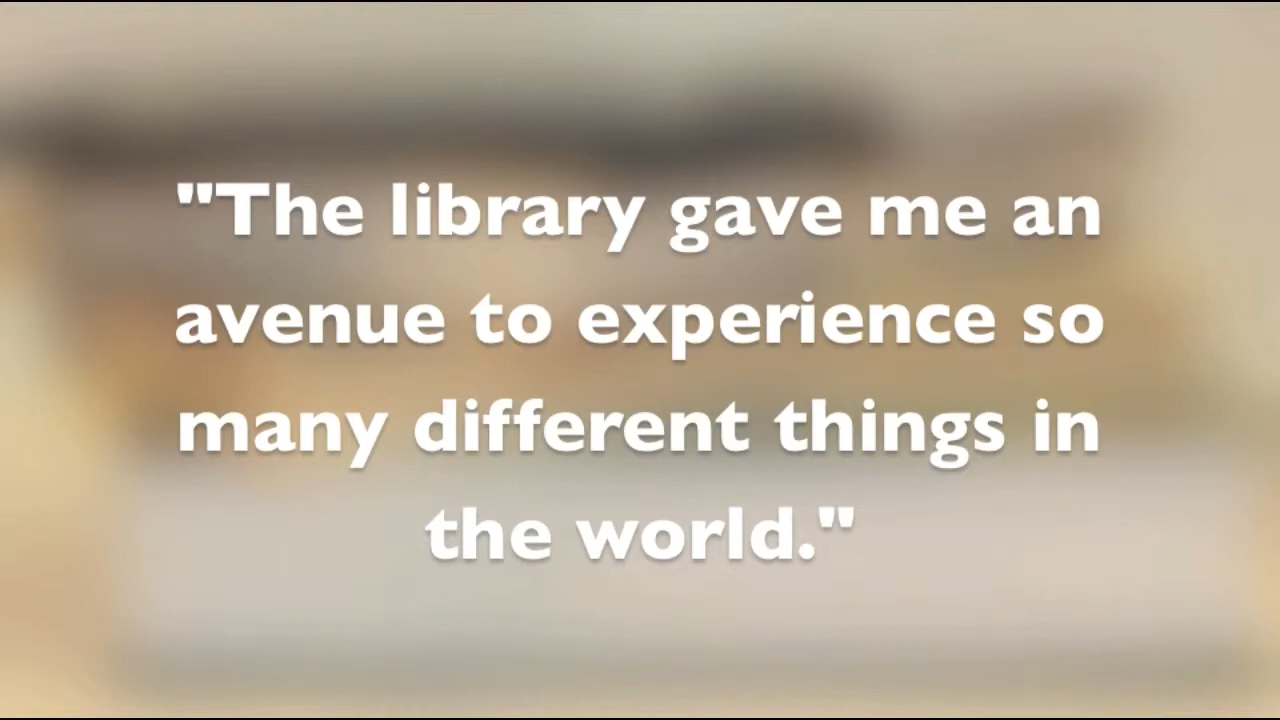 "The library gave me an
avenue to experience so
many different things in
the world."